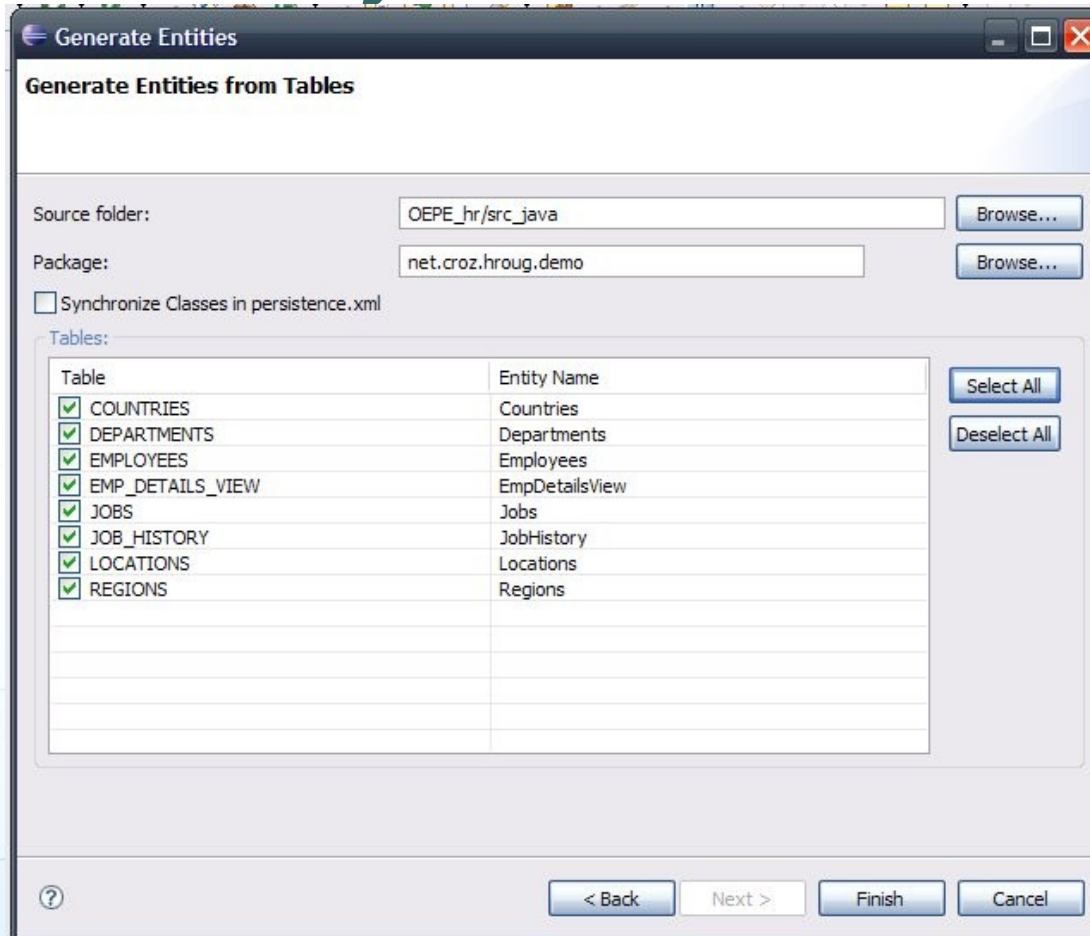 Generate Entities
Generate Entities from Tables
Source folder: OEPE_hr/src_java Browse...
Package: net.croz.hroug.demo Browse...
Synchronize Classes in persistence.xml
Tables:
Table Entity Name Select All
COUNTRIES Countries
DEPARTMENTS Departments Deselect All
EMPLOYEES Employees
EMP_DETAILS_VIEW EmpDetailsView
JOBS Jobs
JOB_HISTORY JobHistory
LOCATIONS Locations
REGIONS Regions
? < Back Next > Finish Cancel